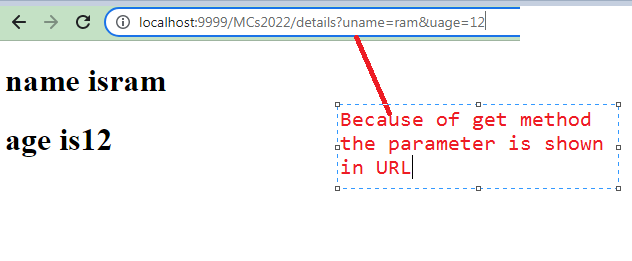 localhost:9999/MCs2022/details?uname=ram&uage=12
name isram
age is12
Because of get method
the parameter is shown
in URL